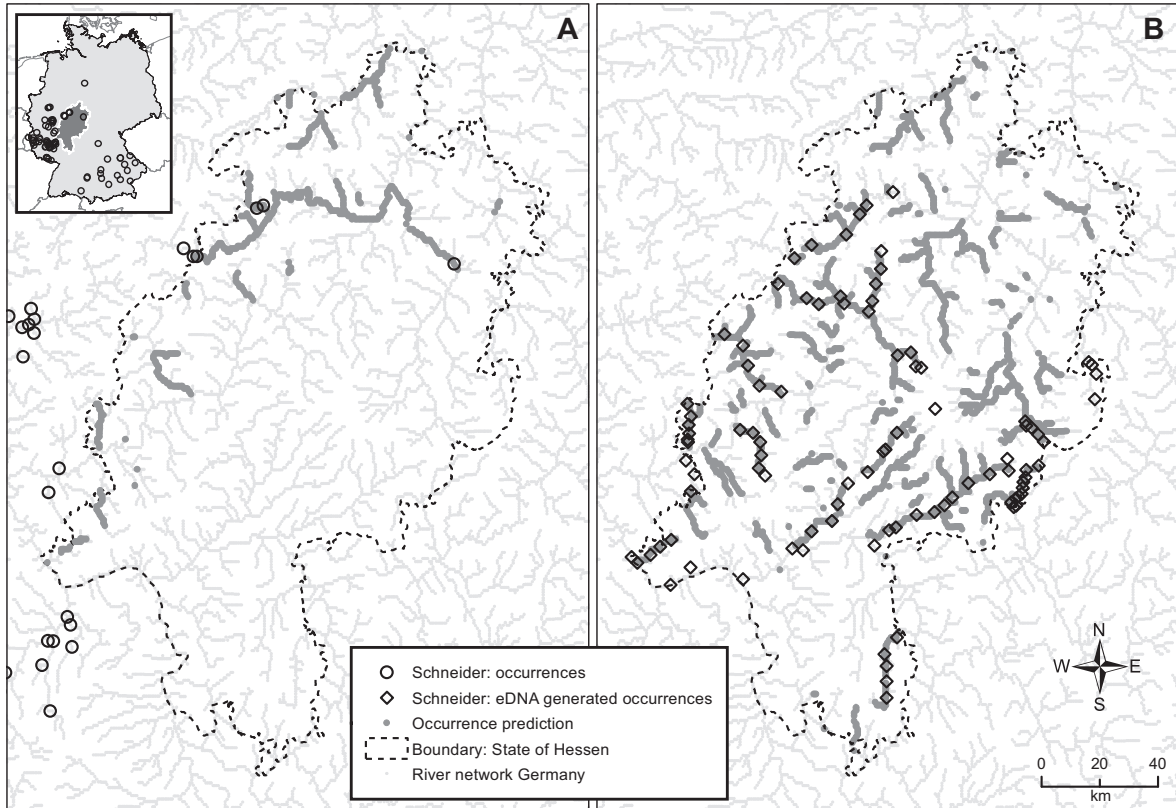 A
B
Schneider: occurrences
Schneider: eDNA generated occurrences
Occurrence prediction
Boundary: State of Hessen
River network Germany
N
W E
S
0 20 40
km